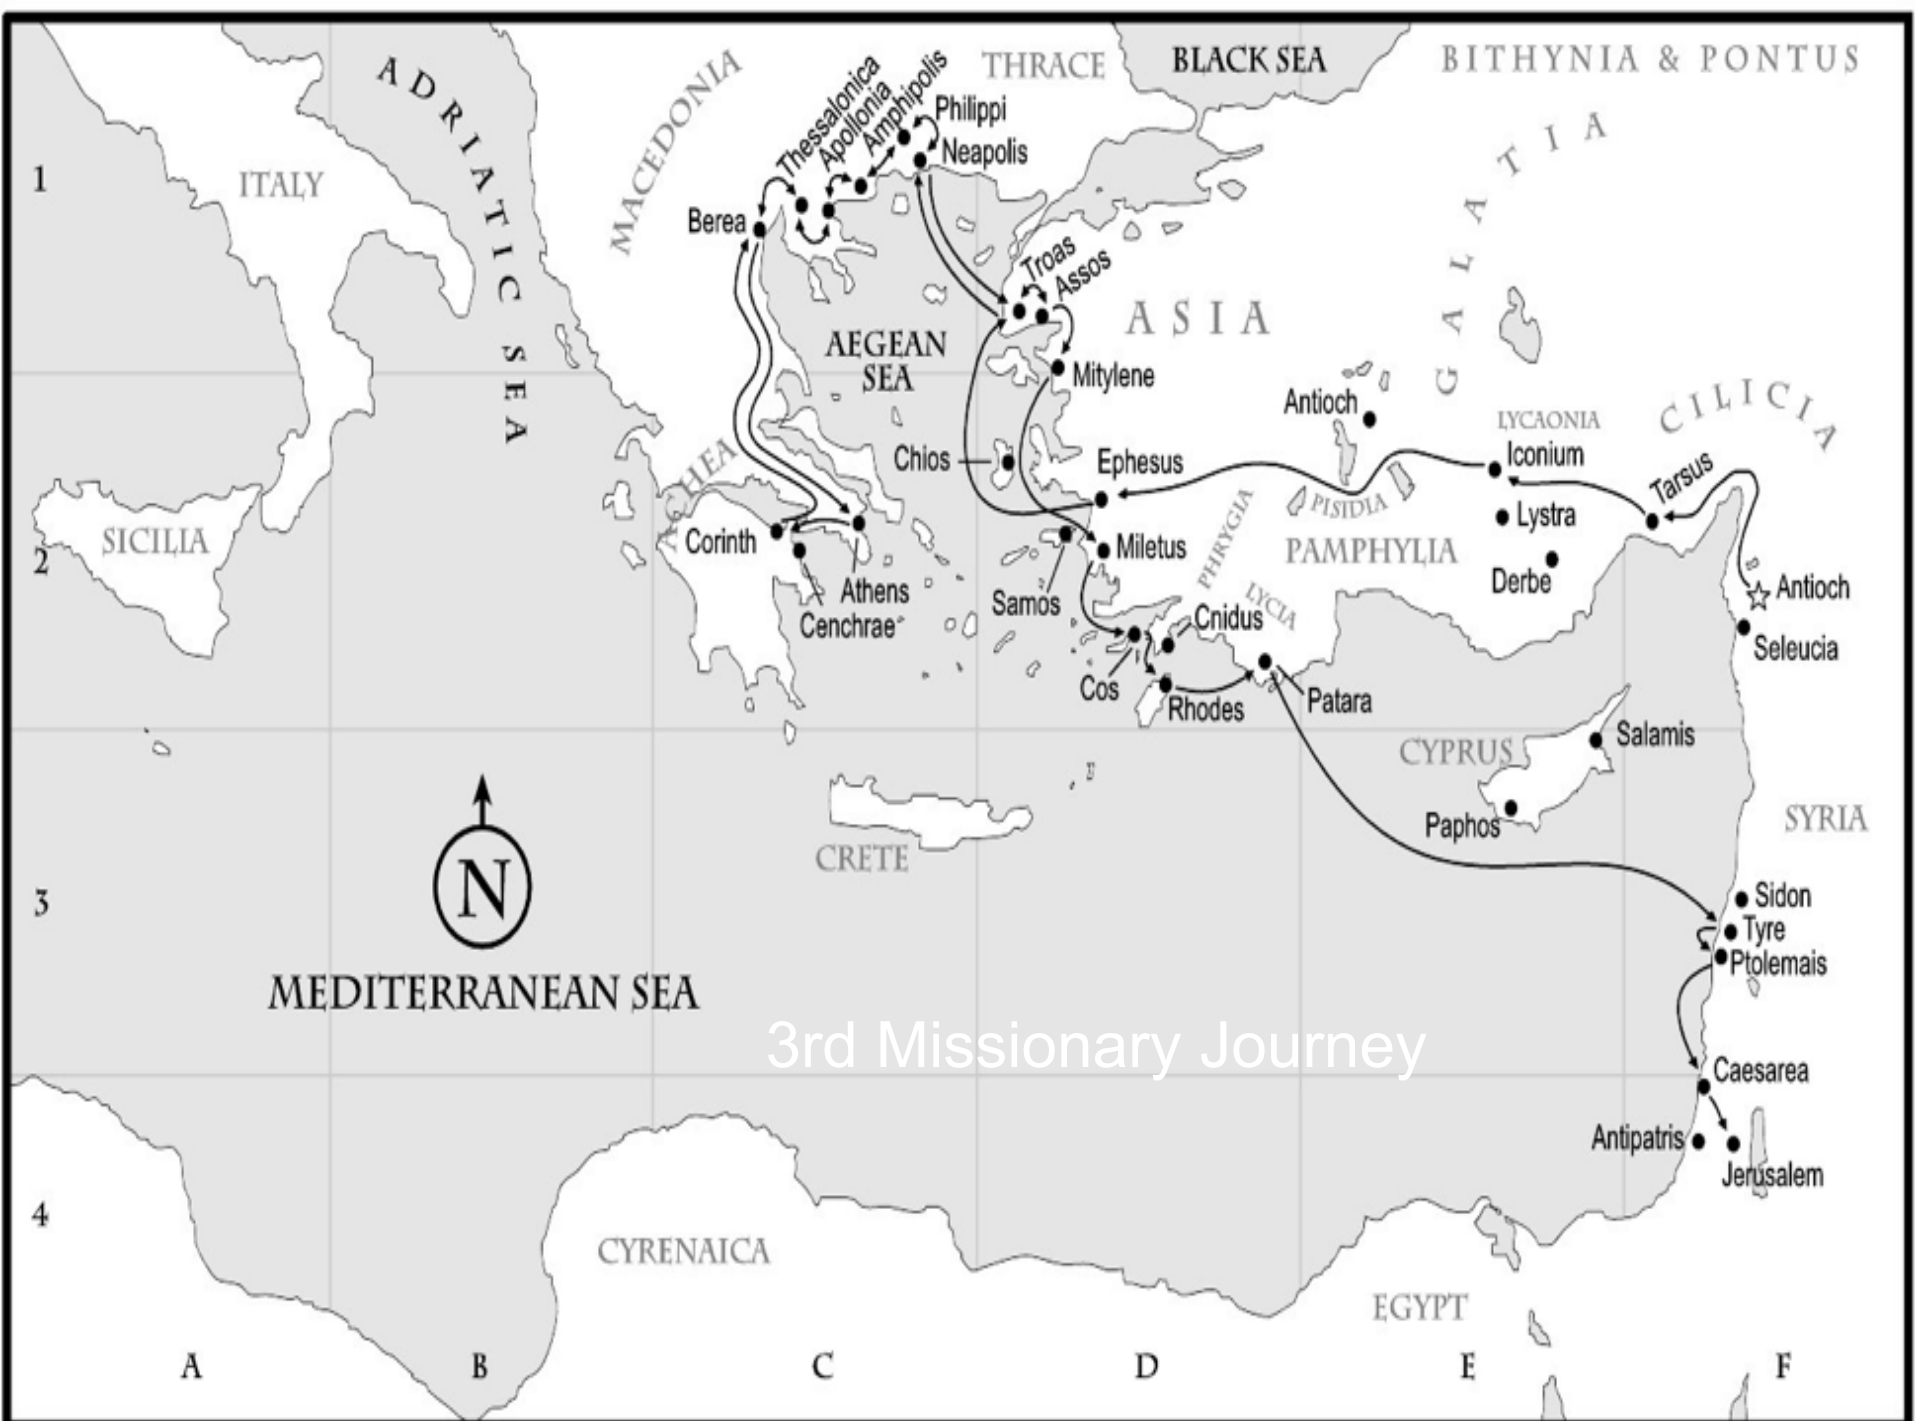 ADRIATIC SEA
MACEDONIA
THRACE
BLACK SEA
BITHYNIA & PONTUS
GALATIA
Thessalonica
Apollonia
Amphipolis
Philippi
Neapolis
1
ITALY
Berea
Troas
Assos
ASIA
AEGEAN
SEA
Mitylene
Antioch
LYCAONIA
CILICIA
ACHEA
Chios
Ephesus
Iconium
Tarsus
PISIDIA
PHRYGIA
SICILIA
Corinth
Lystra
2
Miletus
PAMPHYLIA
Derbe
Antioch
Athens
Samos
Cenchrae
LYCIA
Cnidus
Seleucia
Cos
Rhodes
Patara
Salamis
CYPRUS
Paphos
SYRIA
CRETE
N
3
Sidon
Tyre
Ptolemais
MEDITERRANEAN SEA
3rd Missionary Journey
Caesarea
Antipatris
Jerusalem
4
CYRENAICA
EGYPT
A
B
C
D
E
F